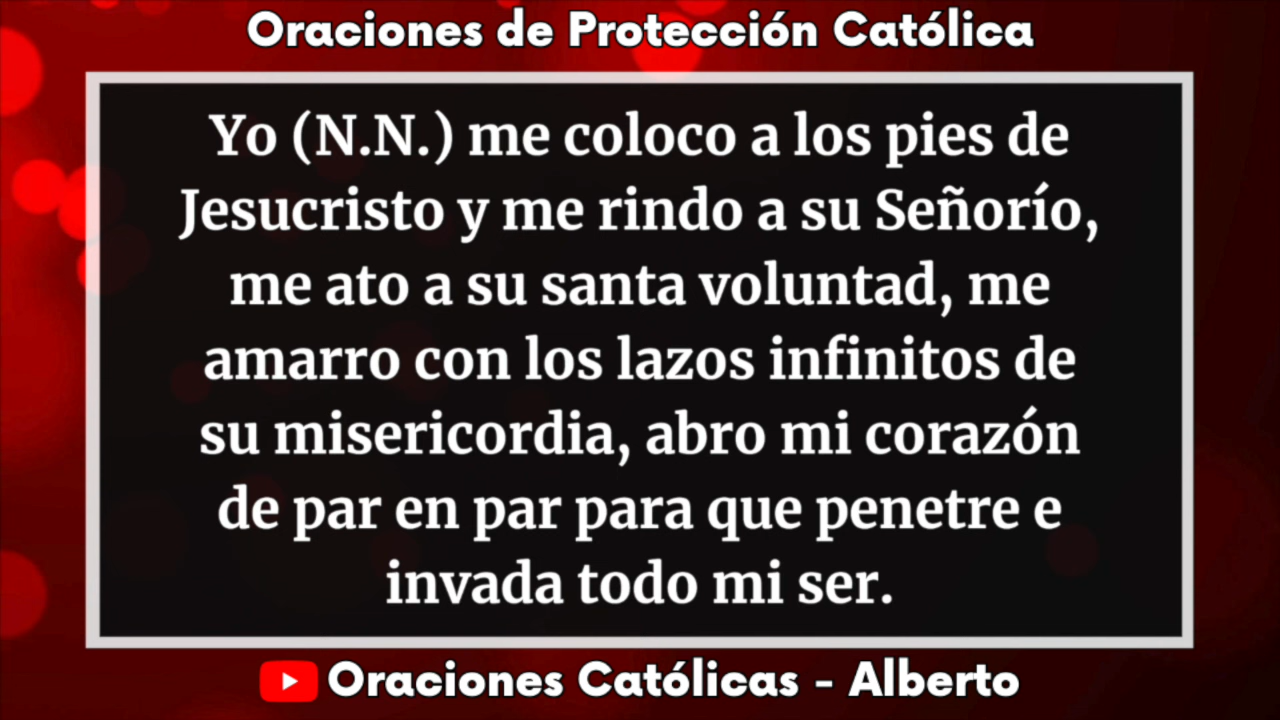 Oraciones de Protección Católica
Yo (N.N.) me coloco a los pies de
Jesucristo y me rindo a su Señorío,
me ato a su santa voluntad, me
amarro con los lazos infinitos de
su misericordia, abro mi corazón
de par en par para que penetre e
invada todo mi ser.
Oraciones Católicas - Alberto